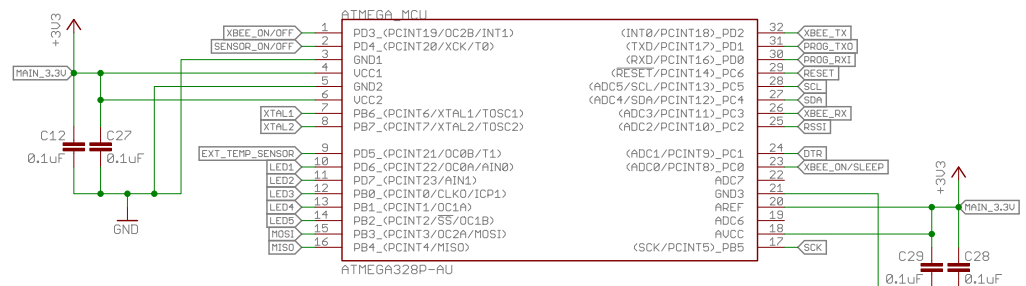 ATMEGA_MCU
+3V3
XBEE_ON/OFF 1 PD3_(PCINT19/OC2B/INT1) (INT0/PCINT18)_PD2 32 XBEE_TX
SENSOR_ON/OFF 2 PD4_(PCINT20/XCK/T0) (TXD/PCINT17)_PD1 31 PROG_TXO
3 GND1 (RXD/PCINT16)_PD0 30 PROG_RXI
MAIN_3.3V 4 VCC1 (RESET/PCINT14)_PC6 29 RESET
5 GND2 (ADC5/SCL/PCINT13)_PC5 28 SCL
6 VCC2 (ADC4/SDA/PCINT12)_PC4 27 SDA
XTAL1 7 PB6_(PCINT6/XTAL1/TOSC1) (ADC3/PCINT11)_PC3 26 XBEE_RX
XTAL2 8 PB7_(PCINT7/XTAL2/TOSC2) (ADC2/PCINT10)_PC2 25 RSSI
C12 C27
0.1uF 0.1uF
EXT_TEMP_SENSOR 9 PD5_(PCINT21/OC0B/T1) (ADC1/PCINT9)_PC1 24 DTR
LED1 10 PD6_(PCINT22/OC0A/AIN0) (ADC0/PCINT8)_PC0 23 XBEE_ON/SLEEP
LED2 11 PD7_(PCINT23/AIN1) ADC7 22
LED3 12 PB0_(PCINT0/CLKO/ICP1) GND3 21
+3V3
LED4 13 PB1_(PCINT1/OC1A) AREF 20 MAIN_3.3V
LED5 14 PB2_(PCINT2/SS/OC1B) ADC6 19
GND
MOSI 15 PB3_(PCINT3/OC2A/MOSI) AVCC 18
MISO 16 PB4_(PCINT4/MISO) (SCK/PCINT5)_PB5 17 SCK
C29 C28
ATMEGA328P-AU
0.1uF 0.1uF